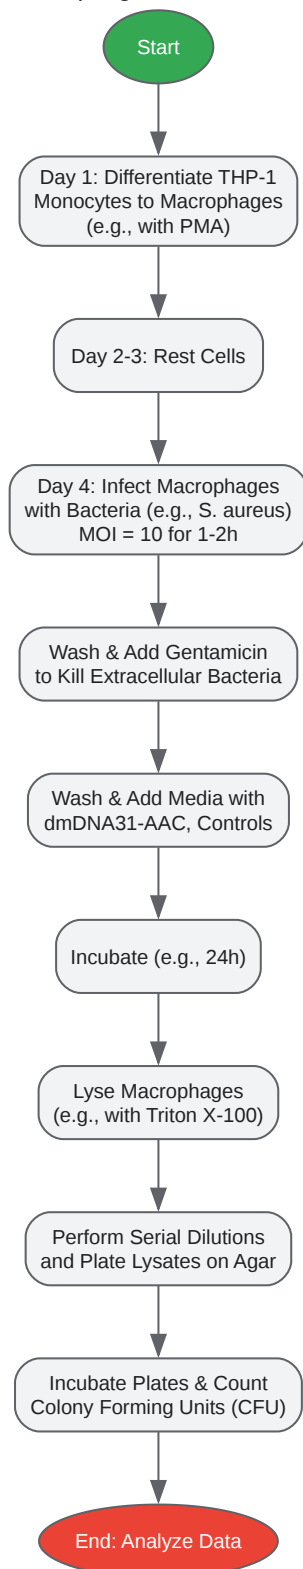 Start
Day 1: Differentiate THP-1
Monocytes to Macrophages
(e.g., with PMA)
Day 2-3: Rest Cells
Day 4: Infect Macrophages
with Bacteria (e.g., S. aureus)
MOI = 10 for 1-2h
Wash & Add Gentamicin
to Kill Extracellular Bacteria
Wash & Add Media with
dmDNA31-AAC, Controls
Incubate (e.g., 24h)
Lyse Macrophages
(e.g., with Triton X-100)
Perform Serial Dilutions
and Plate Lysates on Agar
Incubate Plates & Count
Colony Forming Units (CFU)
End: Analyze Data